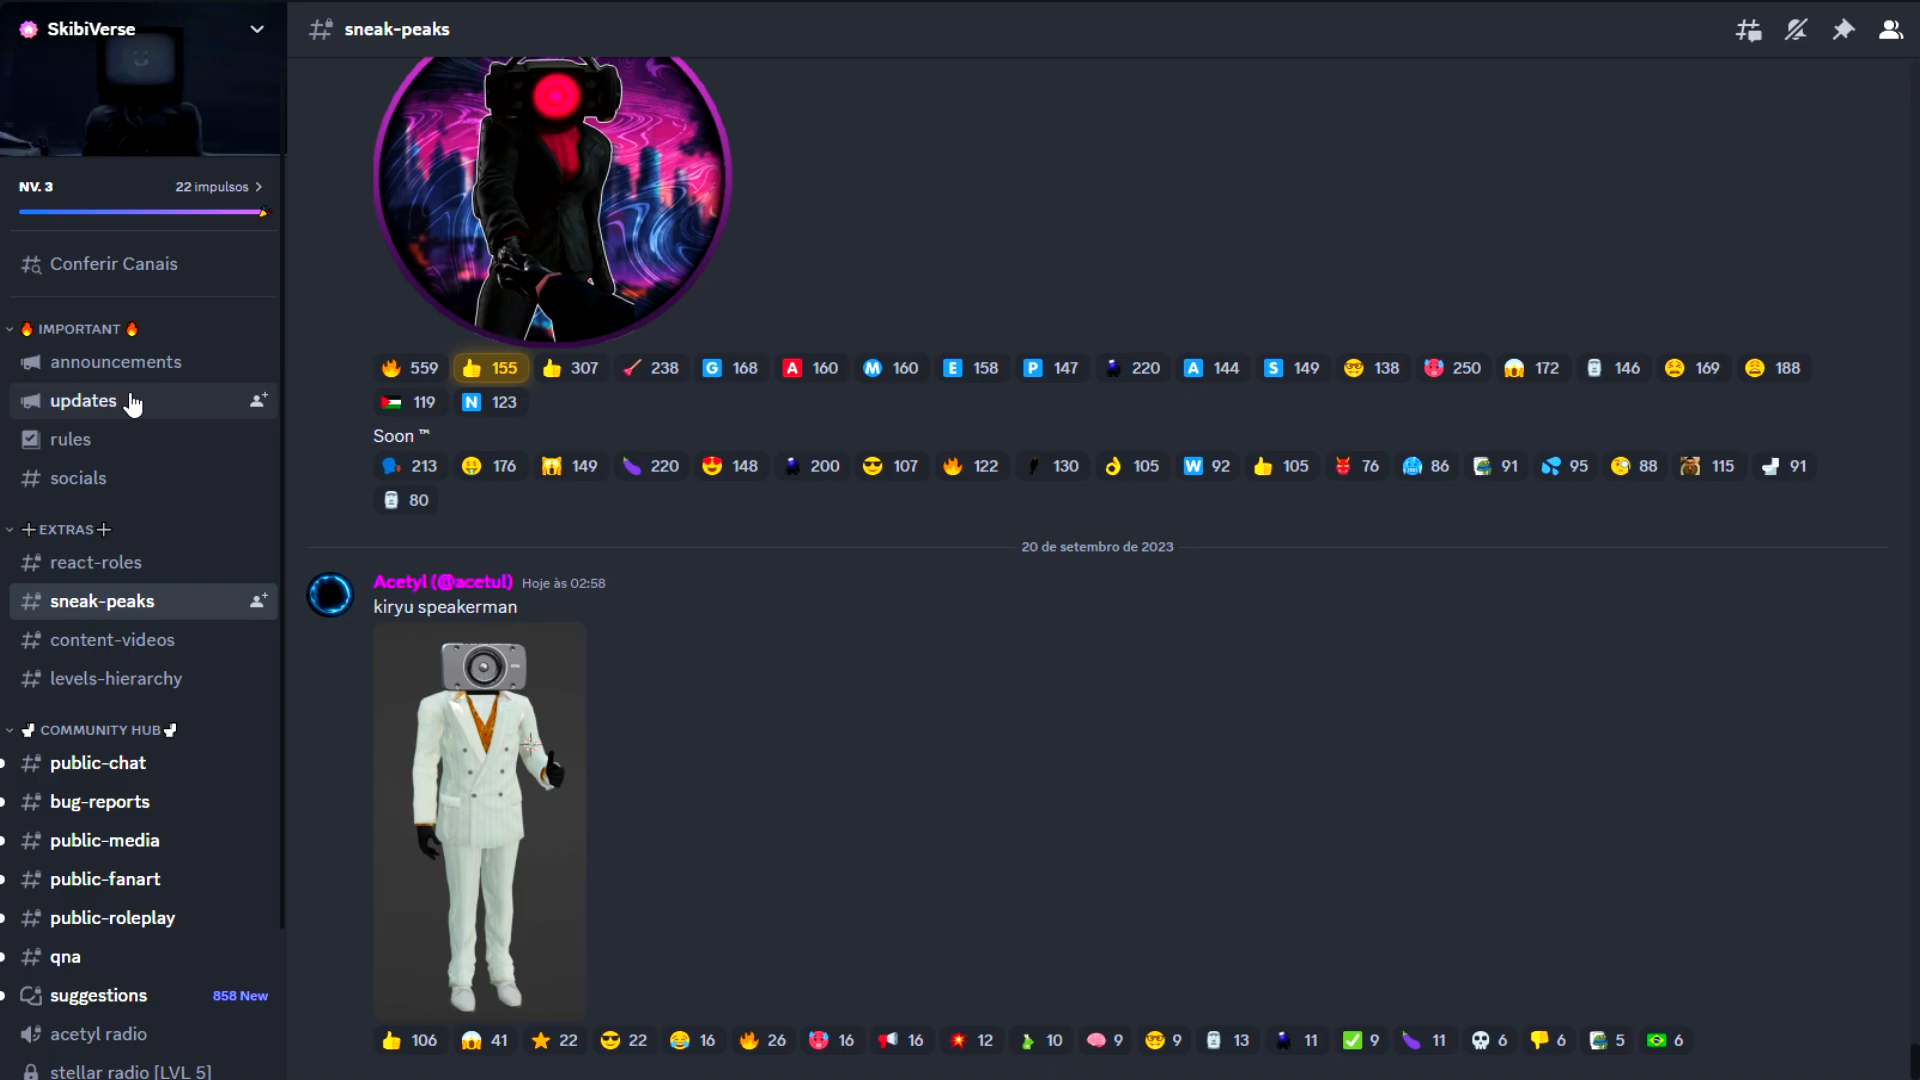 SkibiVerse
NV. 3
22 impulsos
Conferir Canais
IMPORTANT
announcements
updates
rules
socials
EXTRAS
react-roles
sneak-peaks
content-videos
levels-hierarchy
COMMUNITY HUB
public-chat
bug-reports
public-media
public-fanart
public-roleplay
qna
suggestions 858 New
acetyl radio
stellar radio [LVL 5]
sneak-peaks
559 155 307 238 G 168 A 160 M 160 E 158 P 147 220 A 144 S 149 138 250 172 146 169 188
119 N 123
Soon ™
213 176 149 220 148 200 107 122 130 105 W 92 105 76 86 91 95 88 115 91
80
20 de setembro de 2023
Acetyl (@acetul) Hoje às 02:58
kiryu speakerman
106 41 22 22 16 26 16 16 12 10 9 9 13 11 9 11 6 6 5 6